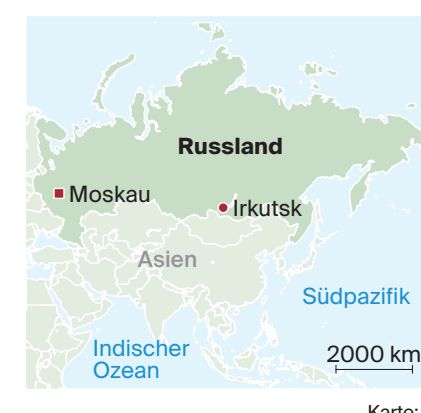 Russland
Moskau
Irkutsk
Asien
Südpazifik
Indischer
Ozean
2000 km
Karte: